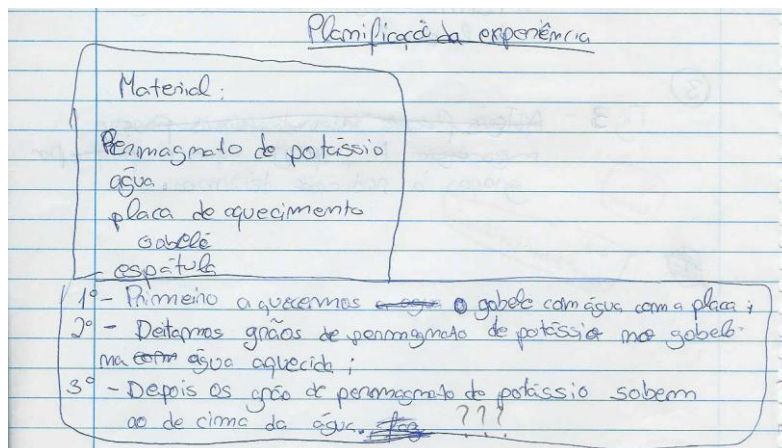 Planificação da experiência
Material:
Permagnato de potássio
água
placa de aquecimento
Gobelé
espátula
1º - Primeiro aquecermos o gobelé com água com a placa;
2º - Deitamos grãos de permagnato de potássio no gobelé
na água aquecida;
3º - Depois os grão de permagnato de potássio sobem
ao de cima da água. ???